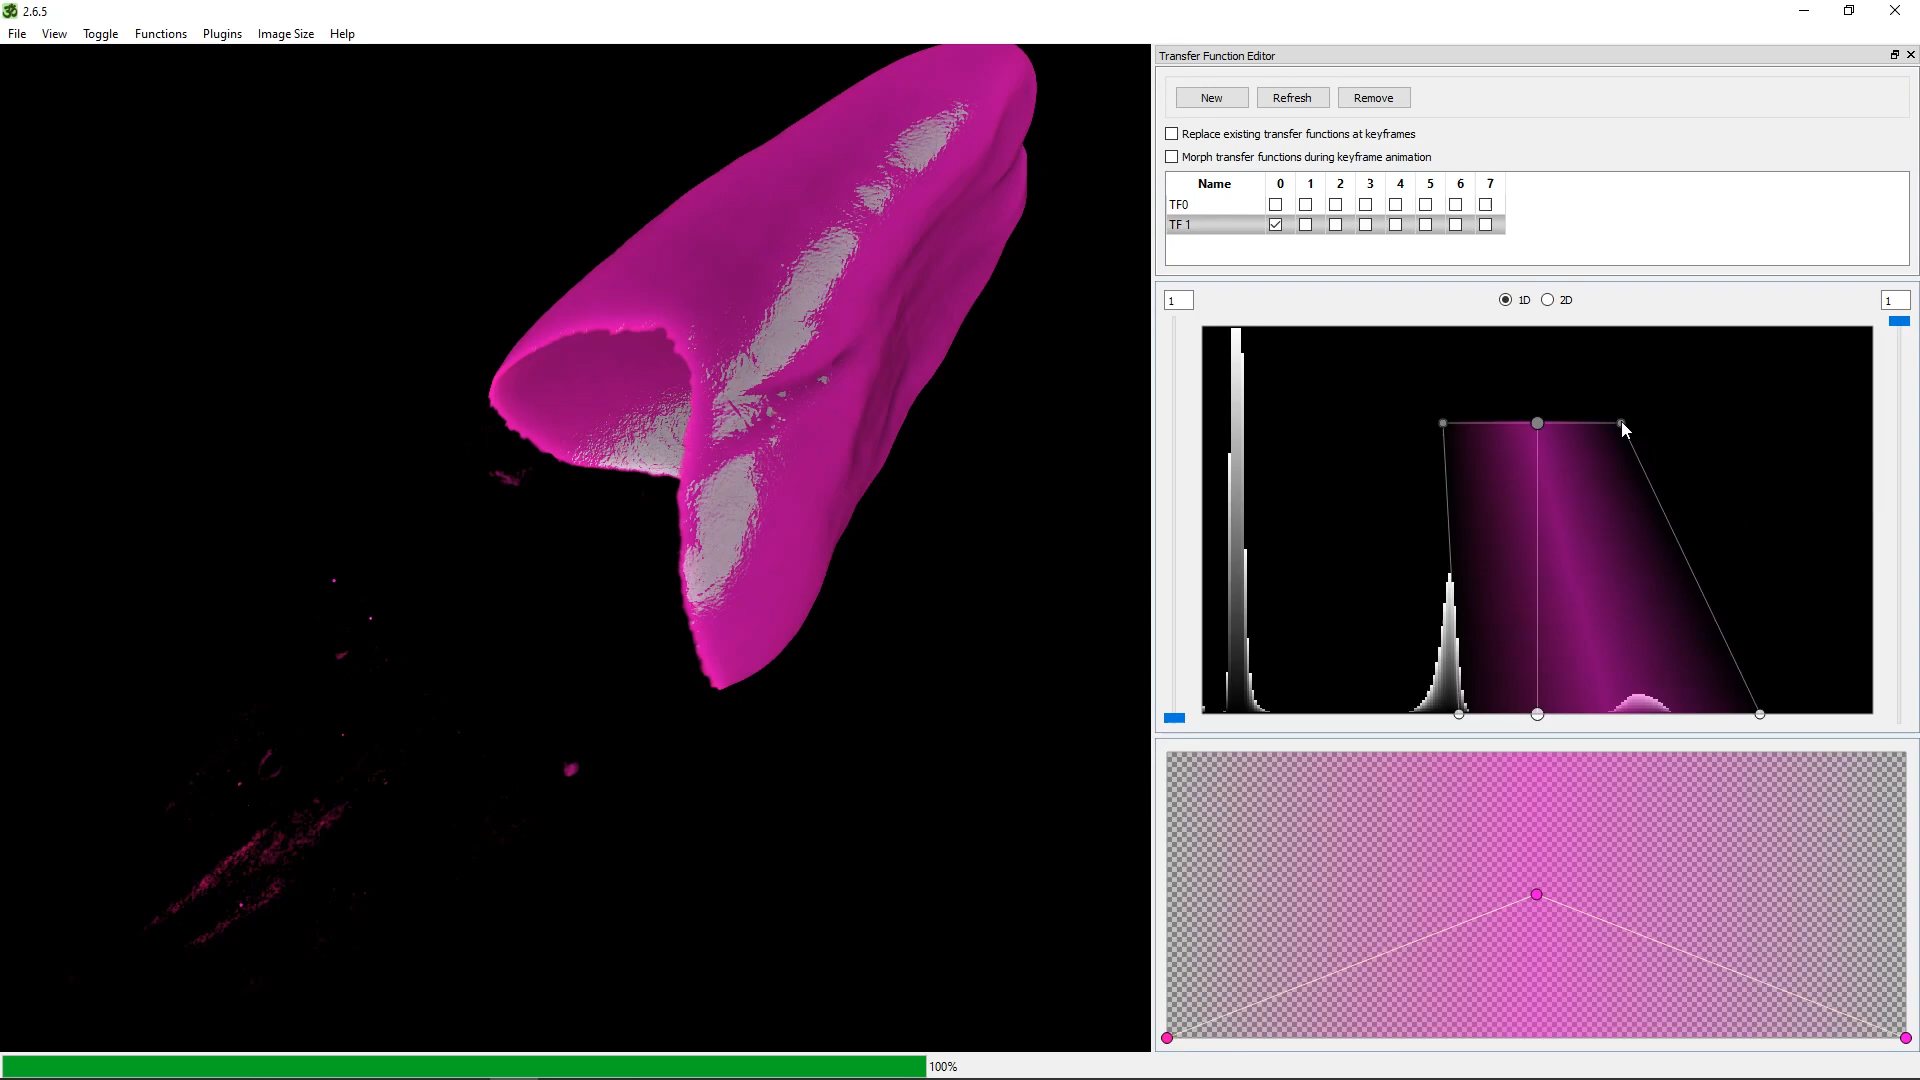 2.6.5
File View Toggle Functions Plugins Image Size Help
Transfer Function Editor
New Refresh Remove
Replace existing transfer functions at keyframes
Morph transfer functions during keyframe animation
Name 0 1 2 3 4 5 6 7
TF0
TF 1
1 1D 2D 1
100%